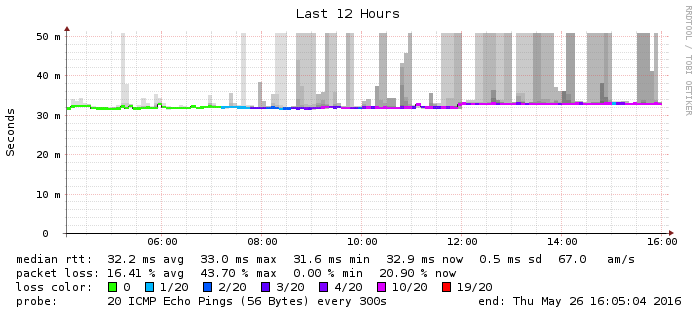 Last 12 Hours
RRDTOOL / TOBI OETIKER
Seconds
50 m
40 m
30 m
20 m
10 m
0
06:00 08:00 10:00 12:00 14:00 16:00
median rtt: 32.2 ms avg 33.0 ms max 31.6 ms min 32.9 ms now 0.5 ms sd 67.0 am/s
packet loss: 16.41 % avg 43.70 % max 0.00 % min 20.90 % now
loss color: 0 1/20 2/20 3/20 4/20 10/20 19/20
probe: 20 ICMP Echo Pings (56 Bytes) every 300s end: Thu May 26 16:05:04 2016